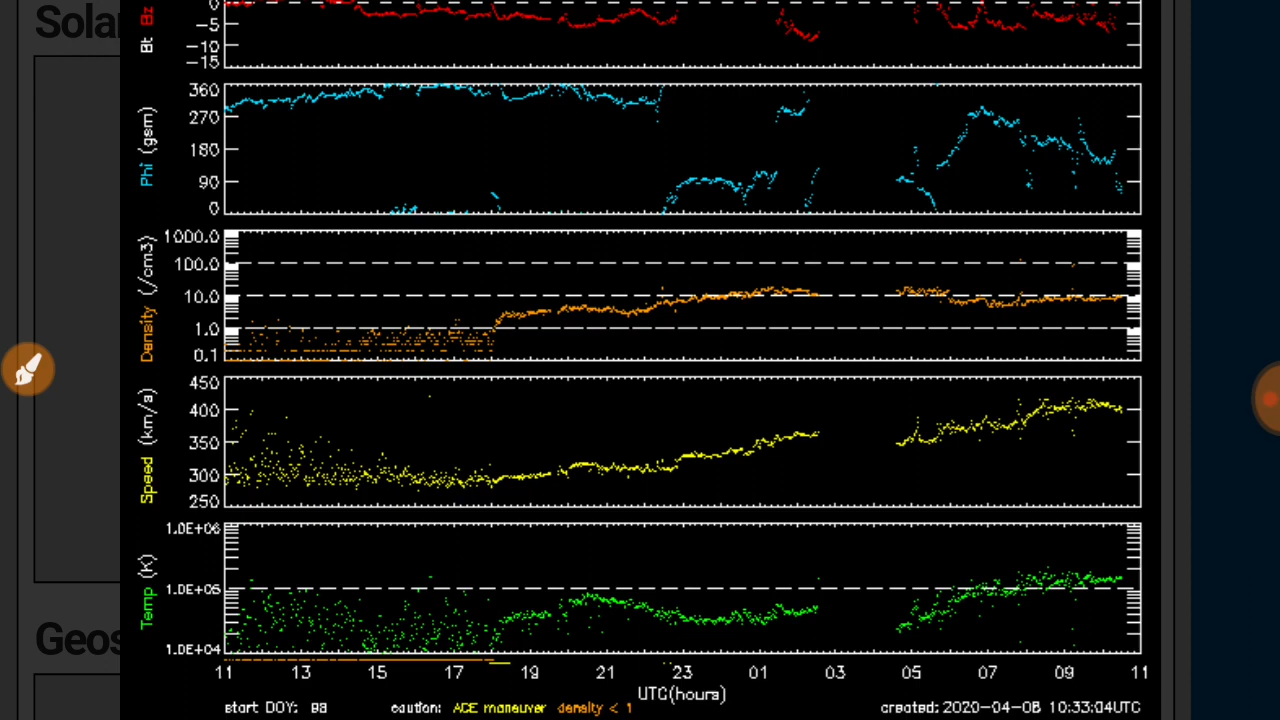 Solar
0
−5
−10
−15
Bt Bz
360
270
180
90
0
Phi (gsm)
1000.0
100.0
10.0
1.0
0.1
Density (/cm3)
450
400
350
300
250
Speed (km/s)
1.0E+06
1.0E+05
1.0E+04
Temp (K)
Geos
11 13 15 17 19 21 23 01 03 05 07 09 11
UTC(hours)
start DOY: 98 caution: ACE maneuver density < 1 created: 2020-04-08 10:33:04UTC